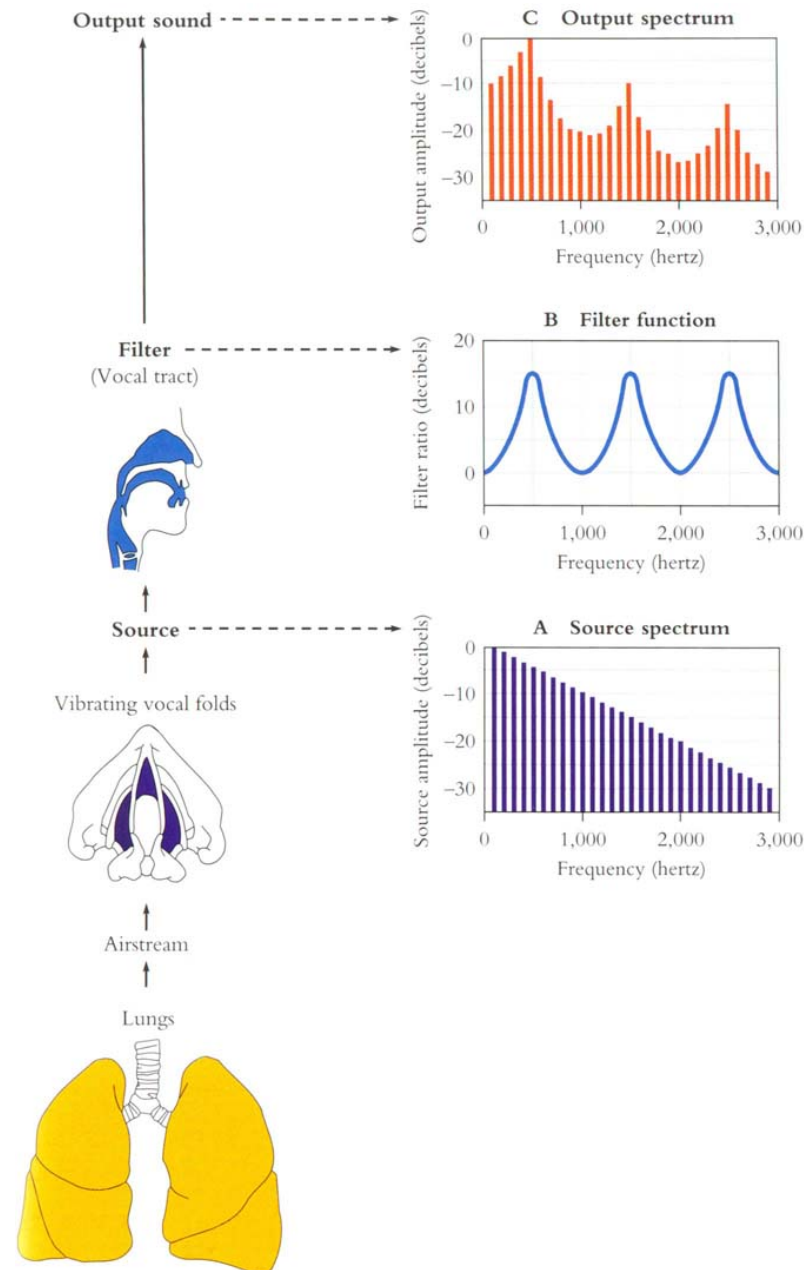 Output sound
C Output spectrum
Output amplitude (decibels)
0
−10
−20
−30
0 1,000 2,000 3,000
Frequency (hertz)
Filter
(Vocal tract)
B Filter function
Filter ratio (decibels)
20
10
0
0 1,000 2,000 3,000
Frequency (hertz)
Source
A Source spectrum
Source amplitude (decibels)
0
−10
−20
−30
0 1,000 2,000 3,000
Frequency (hertz)
Vibrating vocal folds
Airstream
Lungs